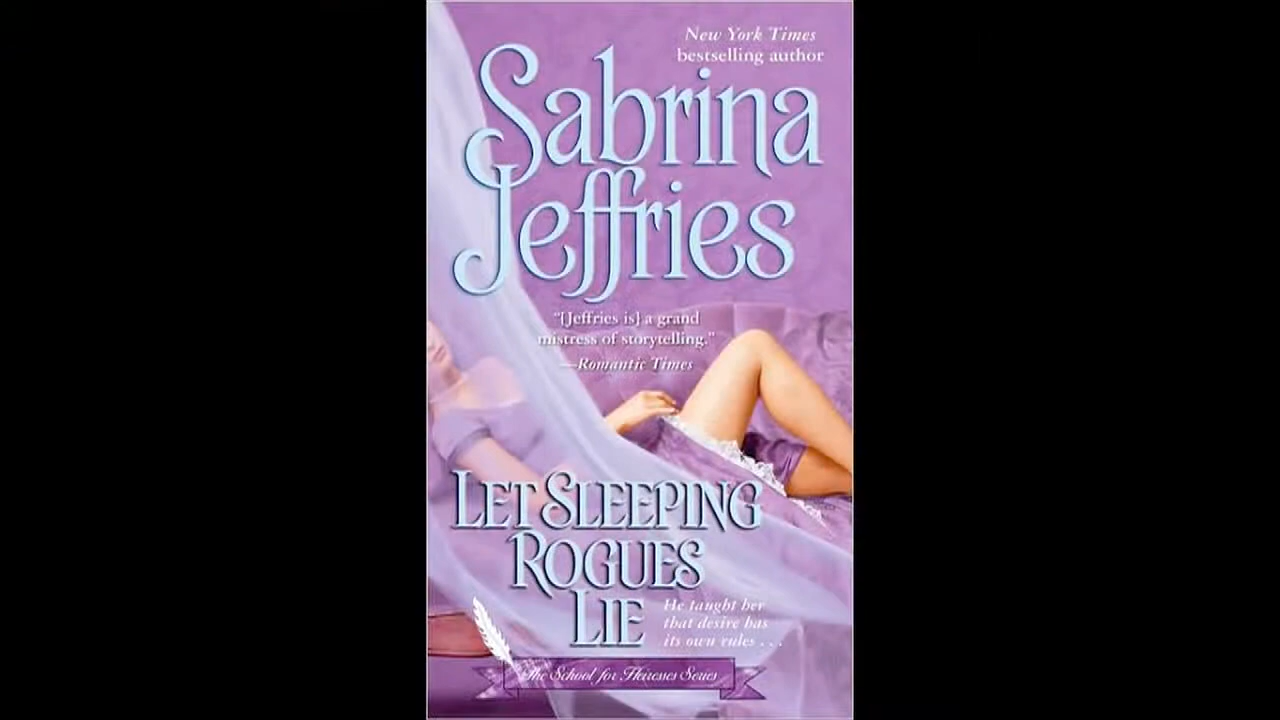 New York Times
bestselling author
Sabrina
Jeffries
"[Jeffries is] a grand
mistress of storytelling."
—Romantic Times
LET SLEEPING
ROGUES
LIE
He taught her
that desire has
its own rules . . .
The School for Heiresses Series